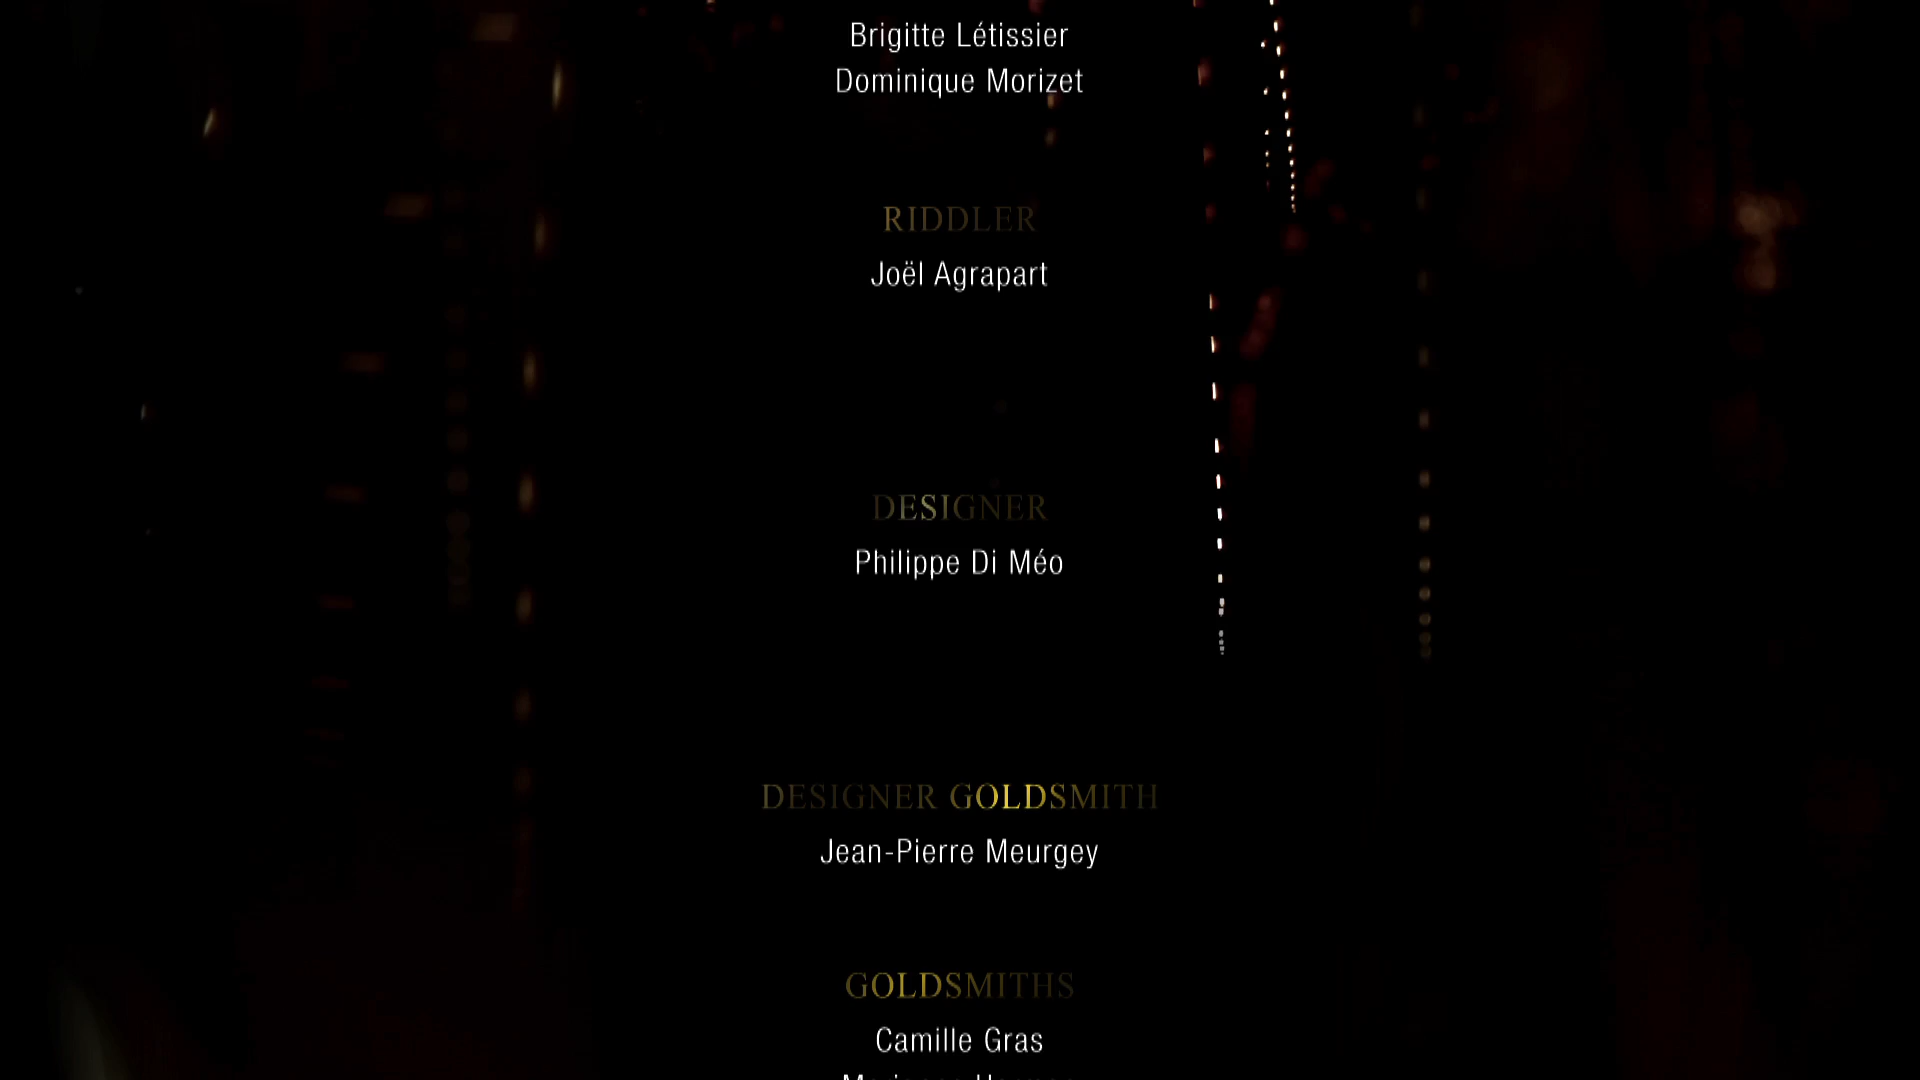 Brigitte Létissier
Dominique Morizet
RIDDLER
Joël Agrapart
DESIGNER
Philippe Di Méo
DESIGNER GOLDSMITH
Jean-Pierre Meurgey
GOLDSMITHS
Camille Gras